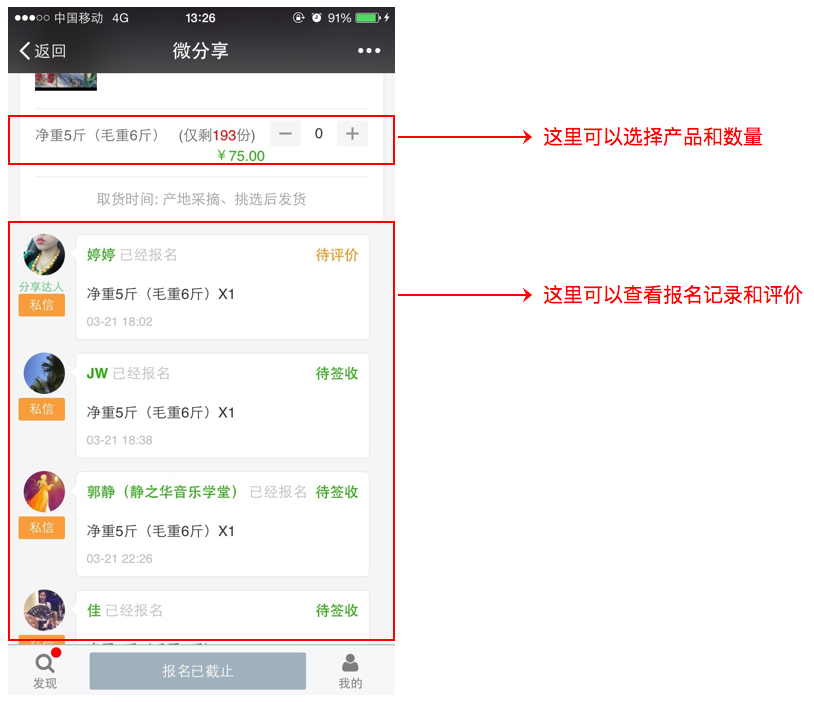 ●●●○○ 中国移动 4G 13:26 91%
返回 微分享 •••
净重5斤（毛重6斤） (仅剩193份) — 0 +
￥75.00
这里可以选择产品和数量
取货时间: 产地采摘、挑选后发货
婷婷 已经报名 待评价
分享达人
私信
净重5斤（毛重6斤）X1
03-21 18:02
这里可以查看报名记录和评价
JW 已经报名 待签收
私信
净重5斤（毛重6斤）X1
03-21 18:38
郭静（静之华音乐学堂） 已经报名 待签收
私信
净重5斤（毛重6斤）X1
03-21 22:26
佳 已经报名 待签收
发现 报名已截止 我的